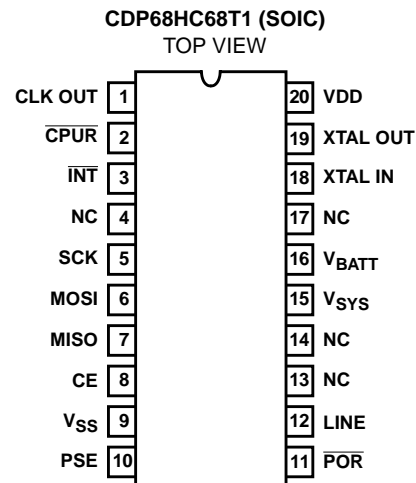 CDP68HC68T1 (SOIC)
TOP VIEW
CLK OUT 1 20 VDD
CPUR 2 19 XTAL OUT
INT 3 18 XTAL IN
NC 4 17 NC
SCK 5 16 VBATT
MOSI 6 15 VSYS
MISO 7 14 NC
CE 8 13 NC
VSS 9 12 LINE
PSE 10 11 POR